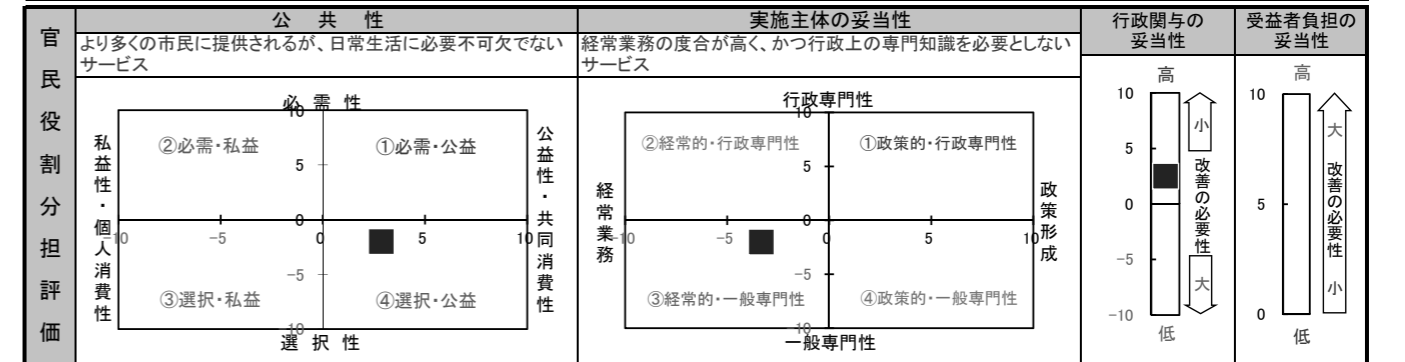 官民役割分担評価
公共性
より多くの市民に提供されるが、日常生活に必要不可欠でない
サービス
必需性
私益性・個人消費性
公益性・共同消費性
②必需・私益
①必需・公益
③選択・私益
④選択・公益
10
5
0
-5
-10
-10
-5
0
5
10
選択性
実施主体の妥当性
経常業務の度合が高く、かつ行政上の専門知識を必要としない
サービス
行政専門性
経常業務
政策形成
②経常的・行政専門性
①政策的・行政専門性
③経常的・一般専門性
④政策的・一般専門性
10
5
0
-5
-10
-10
-5
0
5
10
一般専門性
行政関与の
妥当性
高
10
5
0
-5
-10
低
小
改善の必要性
大
受益者負担の
妥当性
高
10
5
0
低
大
改善の必要性
小